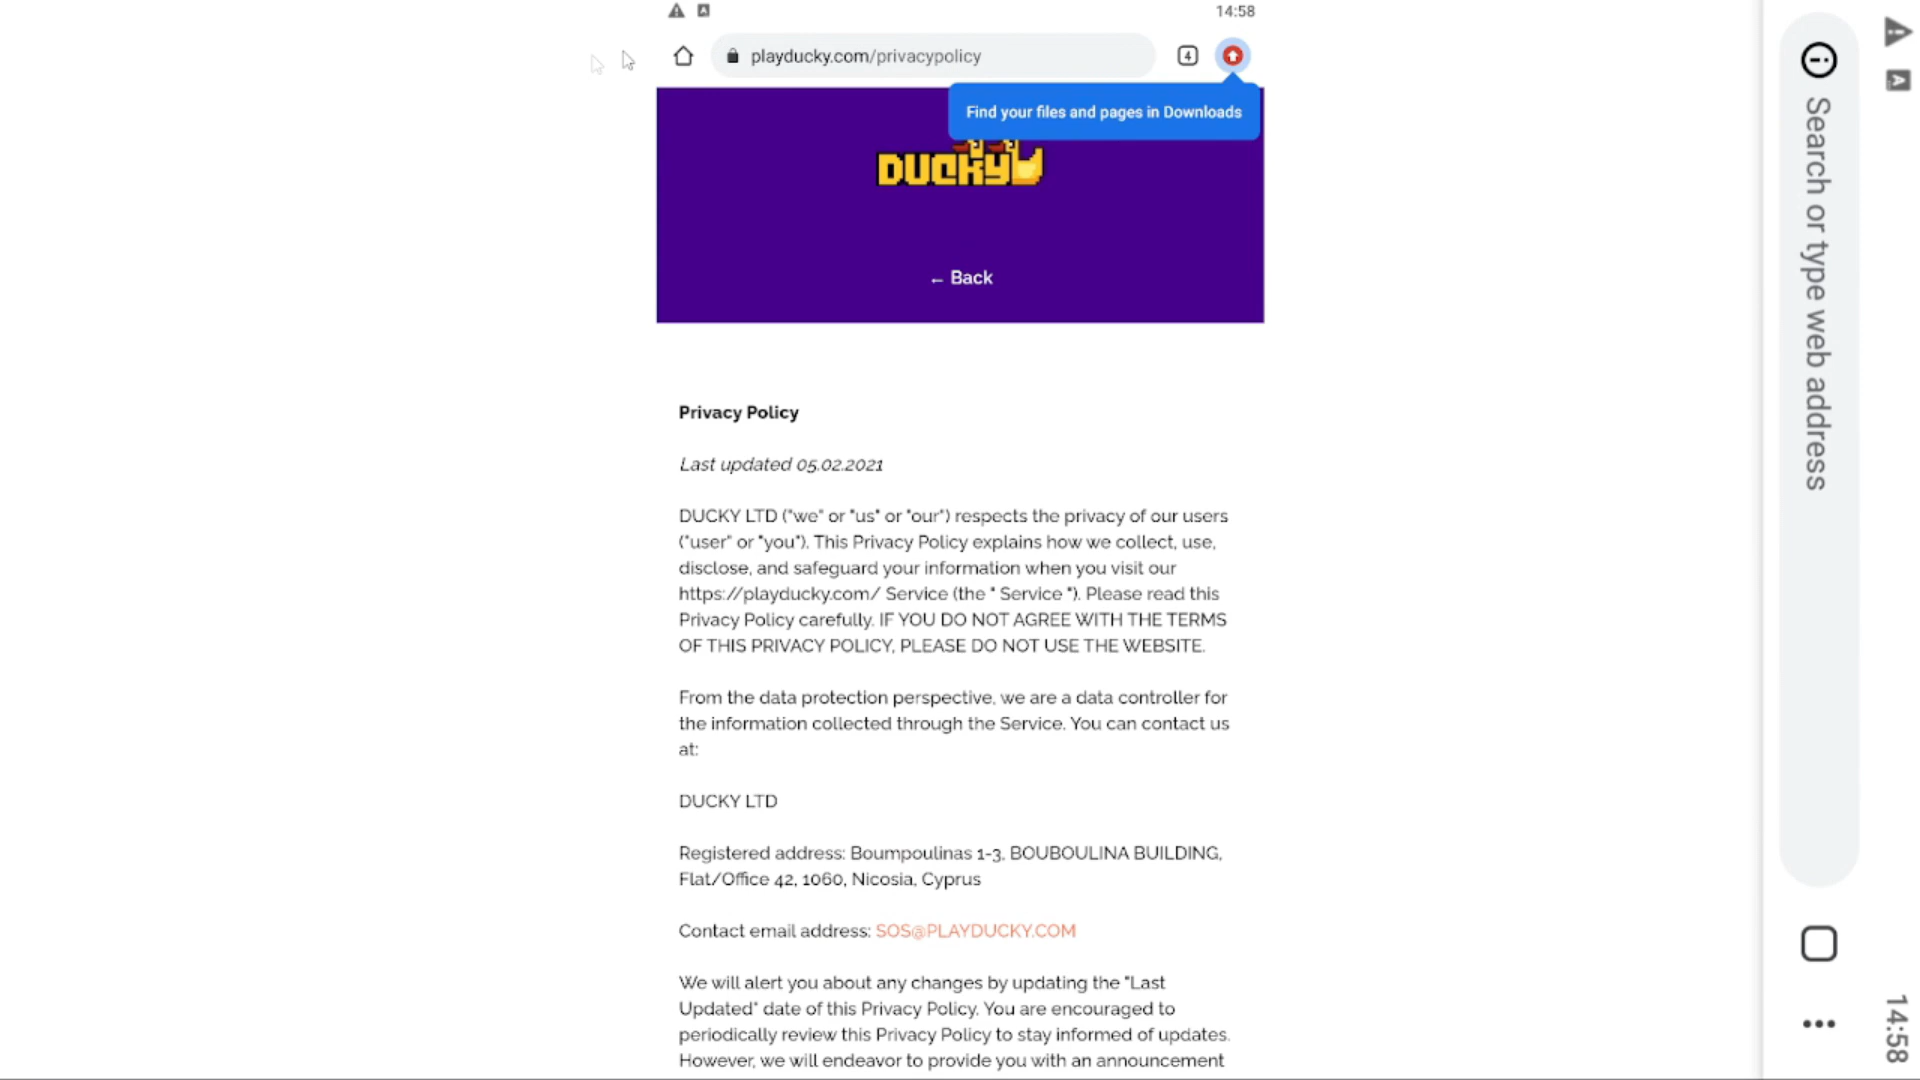 14:58
playducky.com/privacypolicy
4
Find your files and pages in Downloads
DUCKY
← Back
Privacy Policy
Last updated 05.02.2021
DUCKY LTD ("we" or "us" or "our") respects the privacy of our users
("user" or "you"). This Privacy Policy explains how we collect, use,
disclose, and safeguard your information when you visit our
https://playducky.com/ Service (the " Service "). Please read this
Privacy Policy carefully. IF YOU DO NOT AGREE WITH THE TERMS
OF THIS PRIVACY POLICY, PLEASE DO NOT USE THE WEBSITE.
From the data protection perspective, we are a data controller for
the information collected through the Service. You can contact us
at:
DUCKY LTD
Registered address: Boumpoulinas 1-3, BOUBOULINA BUILDING,
Flat/Office 42, 1060, Nicosia, Cyprus
Contact email address: SOS@PLAYDUCKY.COM
We will alert you about any changes by updating the "Last
Updated" date of this Privacy Policy. You are encouraged to
periodically review this Privacy Policy to stay informed of updates.
However, we will endeavor to provide you with an announcement
Search or type web address
A
14:58